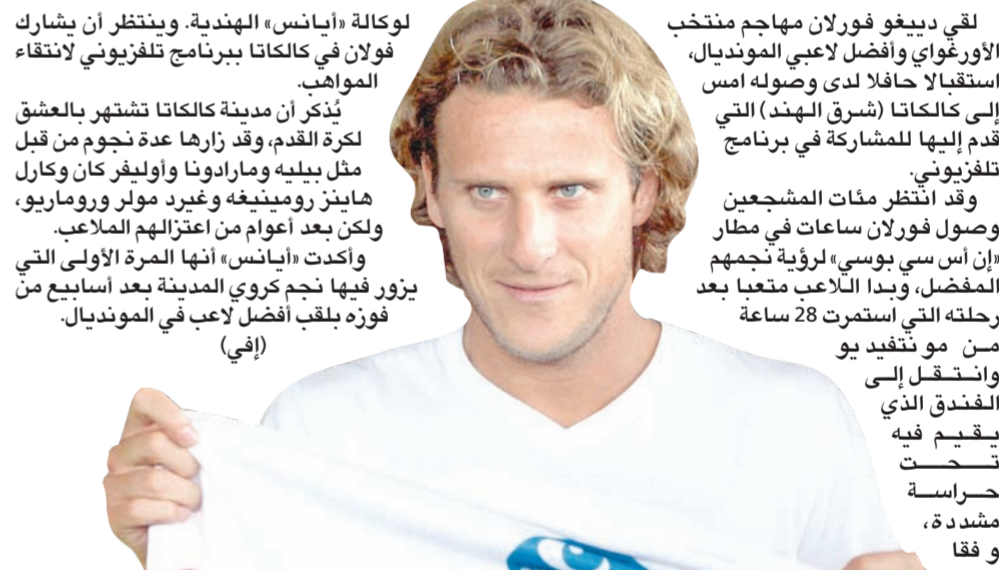 لقي دييغو فورلان مهاجم منتخب
الأورغواي وأفضل لاعبي المونديال،
استقبالا حافلا لدى وصوله امس
إلى كالكاتا (شرق الهند) التي
قدم إليها للمشاركة في برنامج
تلفزيوني.
وقد انتظر مئات المشجعين
وصول فورلان ساعات في مطار
«إن أس سي بوسي» لرؤية نجمهم
المفضل، وبدا اللاعب متعبا بعد
رحلته التي استمرت 28 ساعة
من مو نتفيد يو
وانتقل إلى
الفندق الذي
يقيم فيه
تحت
حراسة
مشددة،
و فقا
لوكالة «أيانس» الهندية. وينتظر أن يشارك
فولان في كالكاتا ببرنامج تلفزيوني لانتقاء
المواهب.
يُذكر أن مدينة كالكاتا تشتهر بالعشق
لكرة القدم، وقد زارها عدة نجوم من قبل
مثل بيليه ومارادونا وأوليفر كان وكارل
هاينز رومينيغه وغيرد مولر وروماريو،
ولكن بعد أعوام من اعتزالهم الملاعب.
وأكدت «أيانس» أنها المرة الأولى التي
يزور فيها نجم كروي المدينة بعد أسابيع من
فوزه بلقب أفضل لاعب في المونديال.
(إفي)